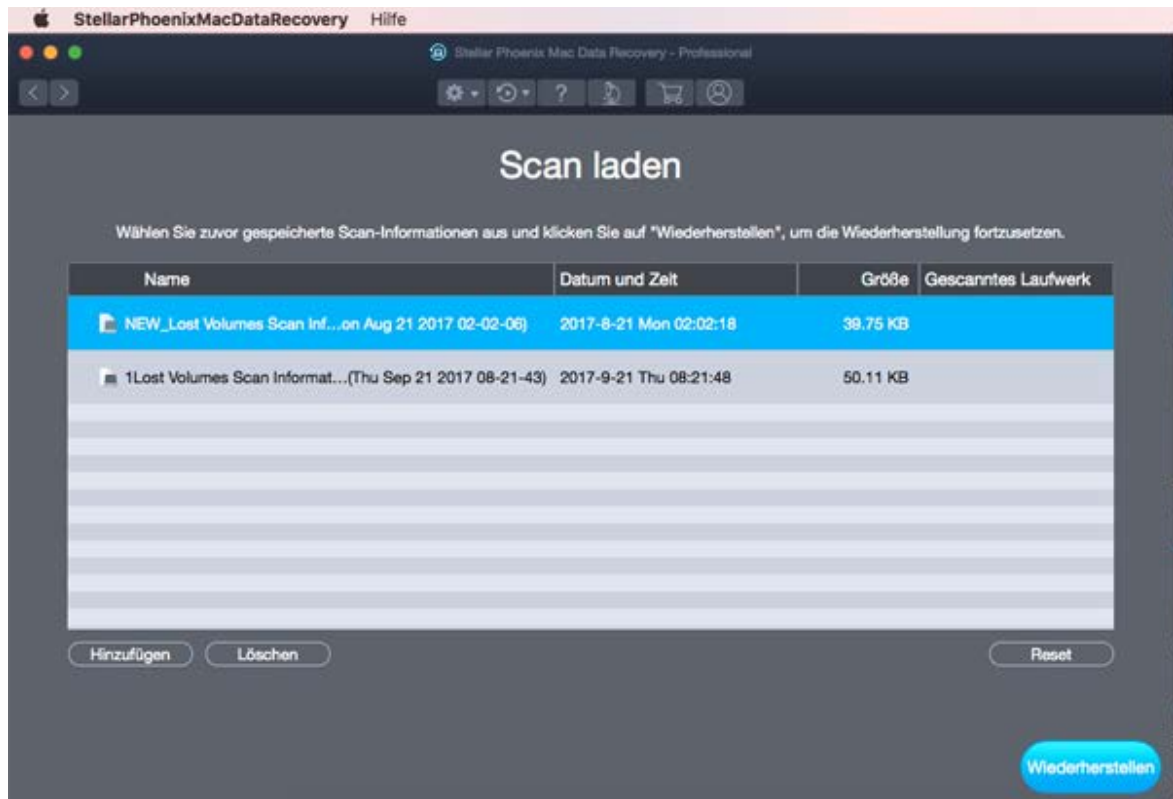 StellarPhoenixMacDataRecovery Hilfe
Stellar Phoenix Mac Data Recovery - Professional
?
Scan laden
Wählen Sie zuvor gespeicherte Scan-Informationen aus und klicken Sie auf "Wiederherstellen", um die Wiederherstellung fortzusetzen.
Name Datum und Zeit Größe Gescanntes Laufwerk
NEW_Lost Volumes Scan Inf...on Aug 21 2017 02-02-06) 2017-8-21 Mon 02:02:18 39.75 KB
1Lost Volumes Scan Informat...(Thu Sep 21 2017 08-21-43) 2017-9-21 Thu 08:21:48 50.11 KB
Hinzufügen Löschen Reset
Wiederherstellen